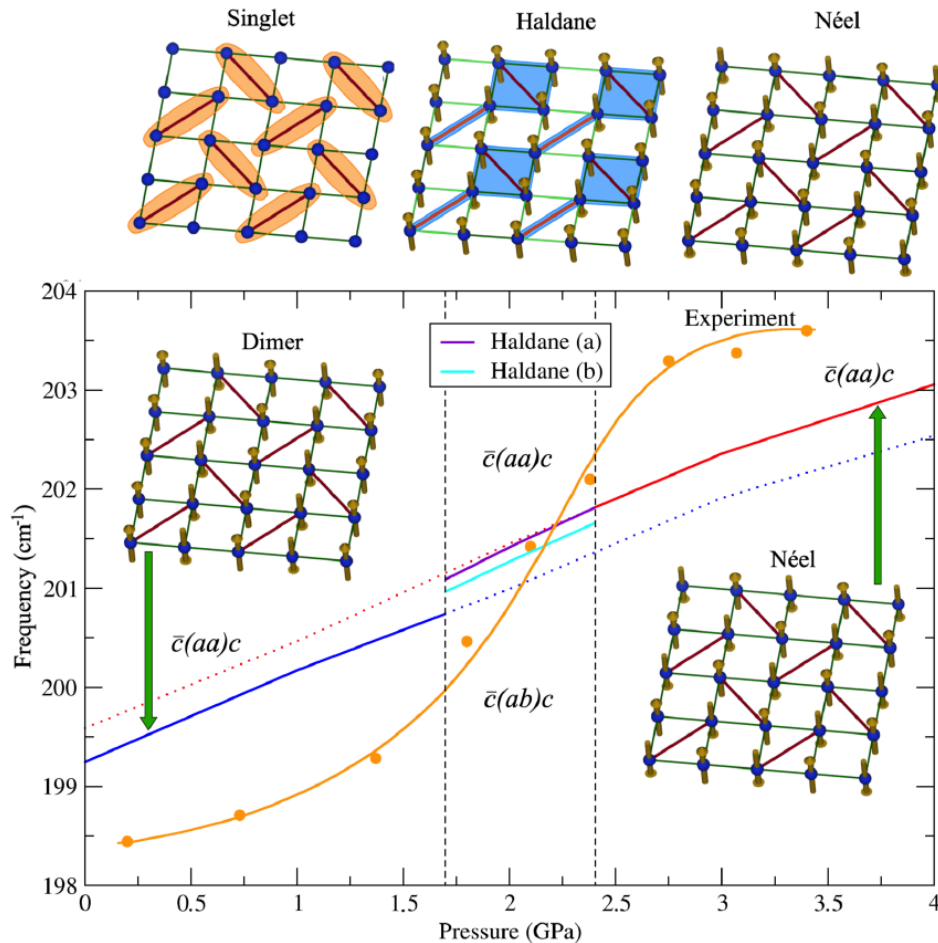 Singlet
Haldane
Néel
204
203
202
201
200
199
198
Frequency (cm⁻¹)
Dimer
Haldane (a)
Haldane (b)
Experiment
c̄(aa)c
c̄(aa)c
c̄(aa)c
c̄(ab)c
Néel
0
0.5
1
1.5
2
2.5
3
3.5
4
Pressure (GPa)